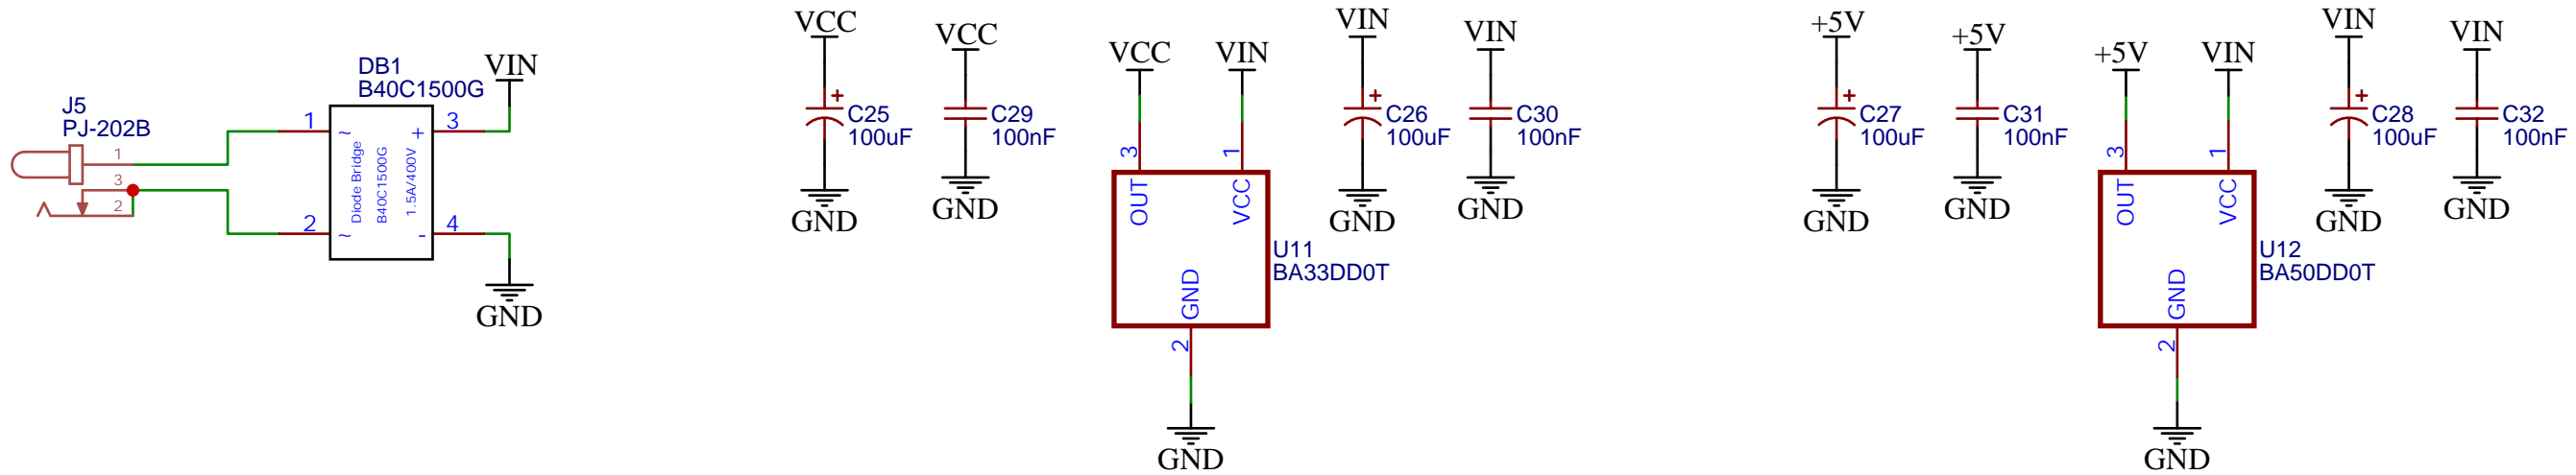 J5
PJ-202B
1
3
2
DB1
B40C1500G
1
2
3
4
~
~
+
-
Diode Bridge
B40C1500G
1.5A/400V
VIN
GND
VCC
+
C25
100uF
GND
VCC
C29
100nF
GND
VCC
VIN
3
1
OUT
VCC
GND
U11
BA33DD0T
2
GND
VIN
+
C26
100uF
GND
VIN
C30
100nF
GND
+5V
+
C27
100uF
GND
+5V
C31
100nF
GND
+5V
VIN
3
1
OUT
VCC
GND
U12
BA50DD0T
2
GND
VIN
+
C28
100uF
GND
VIN
C32
100nF
GND